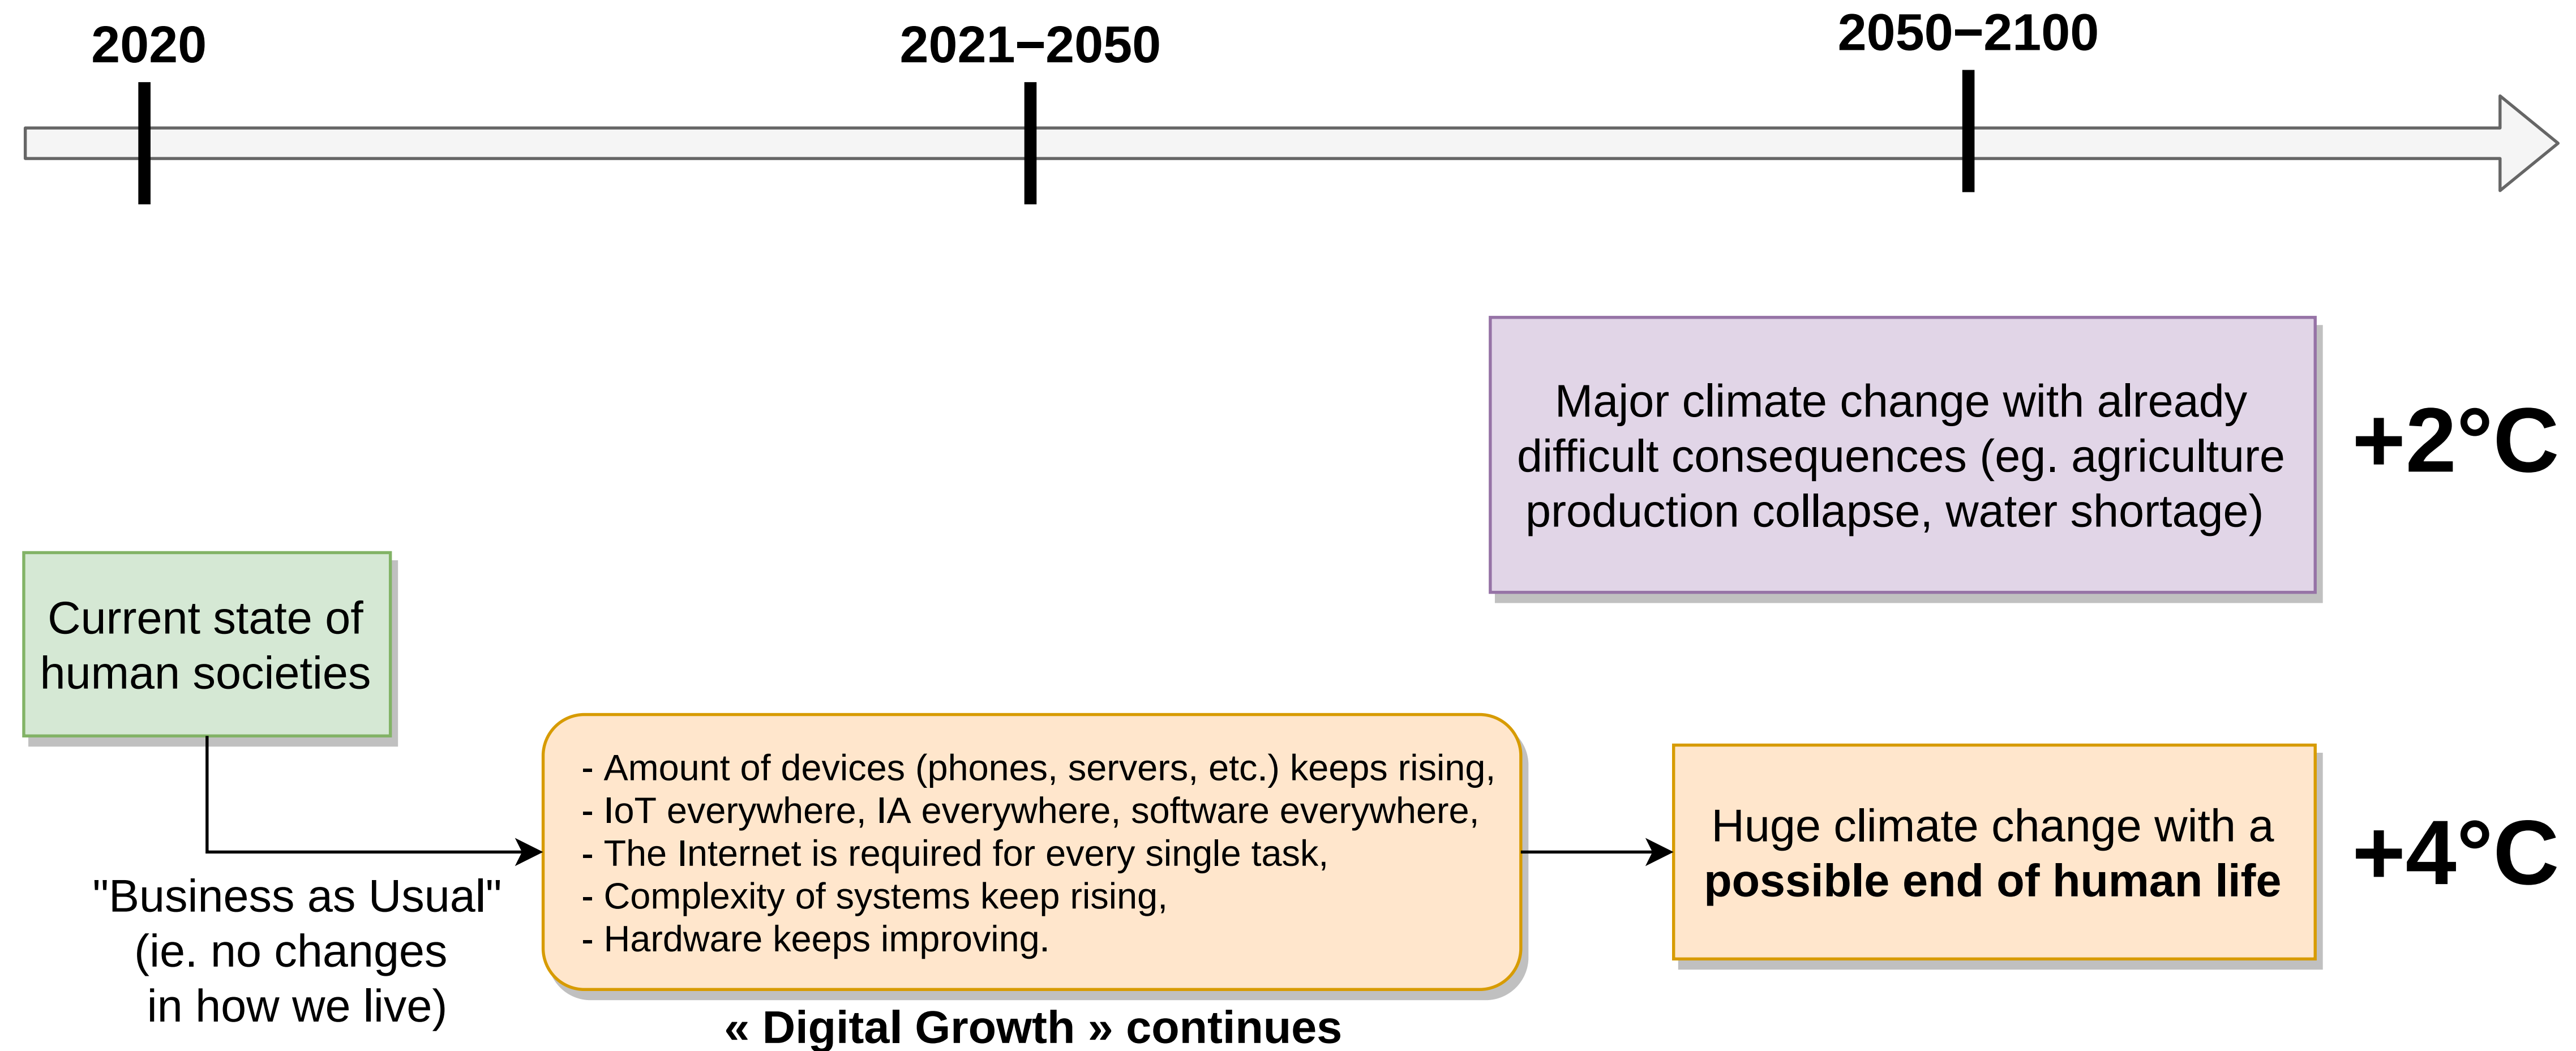 2020
2021–2050
2050–2100
Major climate change with already
difficult consequences (eg. agriculture
production collapse, water shortage)
+2°C
Current state of
human societies
"Business as Usual"
(ie. no changes
in how we live)
- Amount of devices (phones, servers, etc.) keeps rising,
- IoT everywhere, IA everywhere, software everywhere,
- The Internet is required for every single task,
- Complexity of systems keep rising,
- Hardware keeps improving.
« Digital Growth » continues
Huge climate change with a
possible end of human life
+4°C